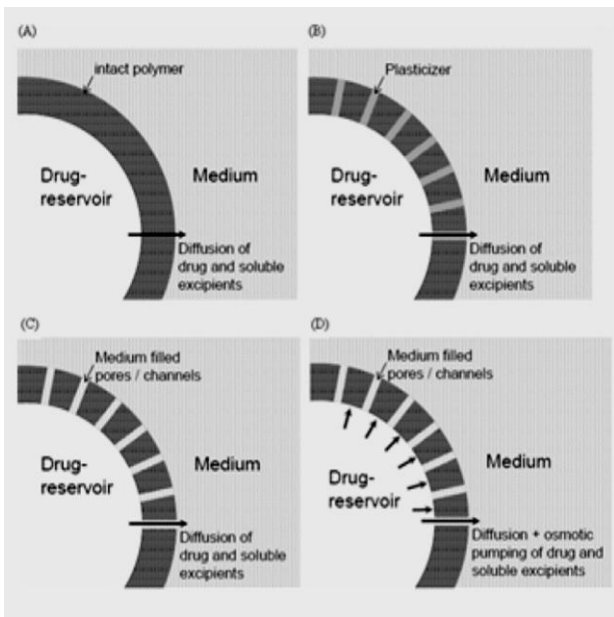 (A)
intact polymer
Drug-
reservoir
Medium
Diffusion of
drug and soluble
excipients
(B)
Plasticizer
Drug-
reservoir
Medium
Diffusion of
drug and soluble
excipients
(C)
Medium filled
pores / channels
Drug-
reservoir
Medium
Diffusion of
drug and soluble
excipients
(D)
Medium filled
pores / channels
Drug-
reservoir
Medium
Diffusion + osmotic
pumping of drug and
soluble excipients